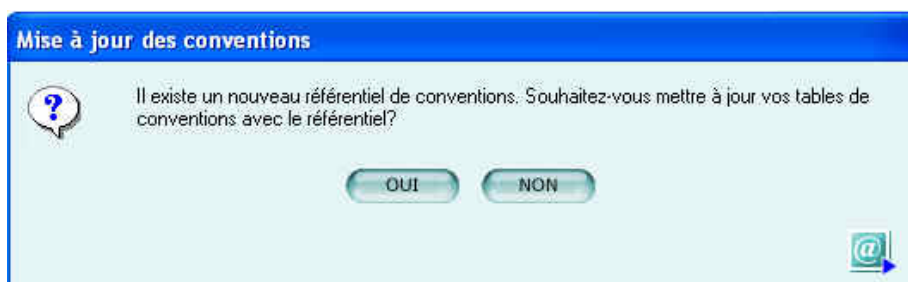 Mise à jour des conventions
Il existe un nouveau référentiel de conventions. Souhaitez-vous mettre à jour vos tables de
conventions avec le référentiel?
OUI NON
@